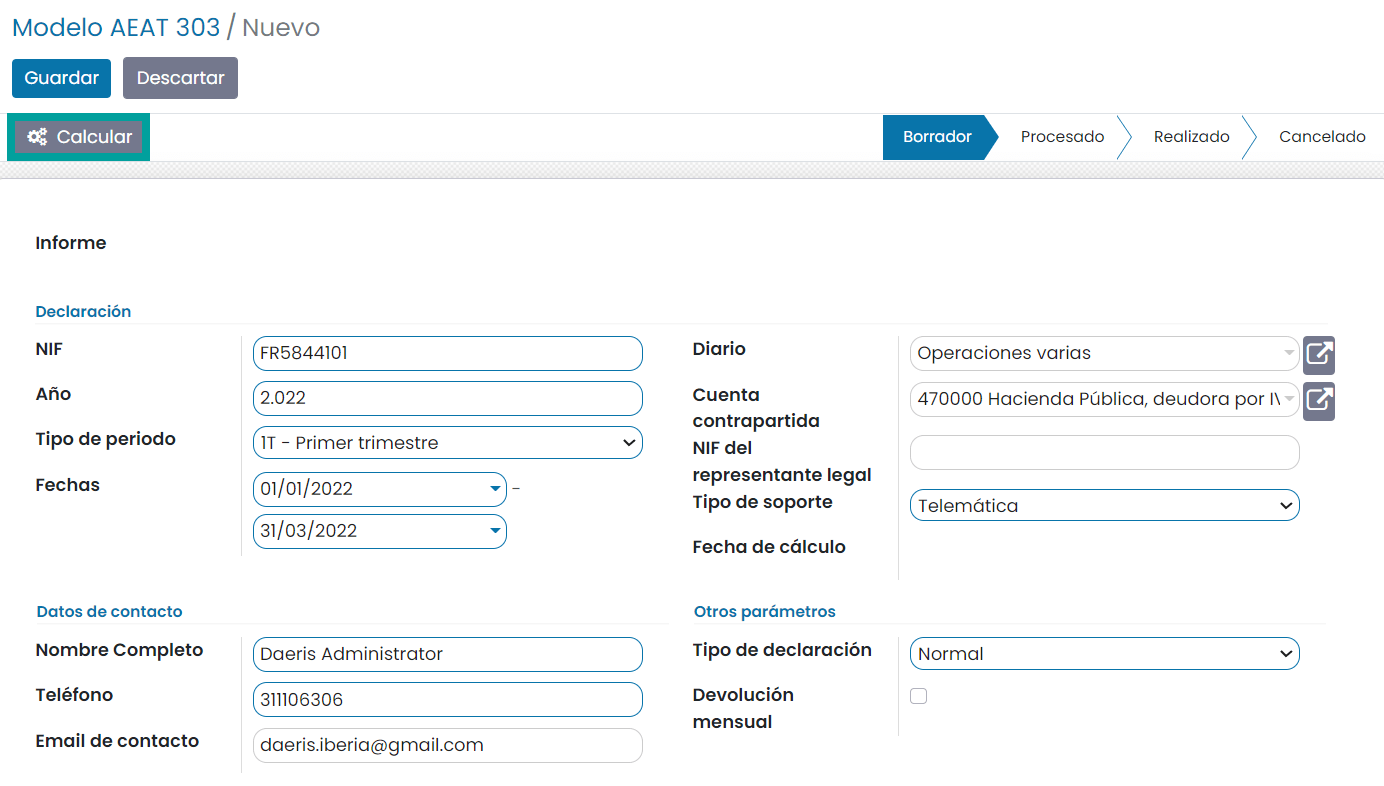 Modelo AEAT 303 / Nuevo
Guardar Descartar
Calcular Borrador Procesado Realizado Cancelado
Informe
Declaración
NIF FR5844101
Año 2.022
Tipo de periodo 1T - Primer trimestre
Fechas 01/01/2022 -
31/03/2022
Diario Operaciones varias
Cuenta contrapartida 470000 Hacienda Pública, deudora por IV
NIF del representante legal
Tipo de soporte Telemática
Fecha de cálculo
Datos de contacto
Nombre Completo Daeris Administrator
Teléfono 311106306
Email de contacto daeris.iberia@gmail.com
Otros parámetros
Tipo de declaración Normal
Devolución mensual